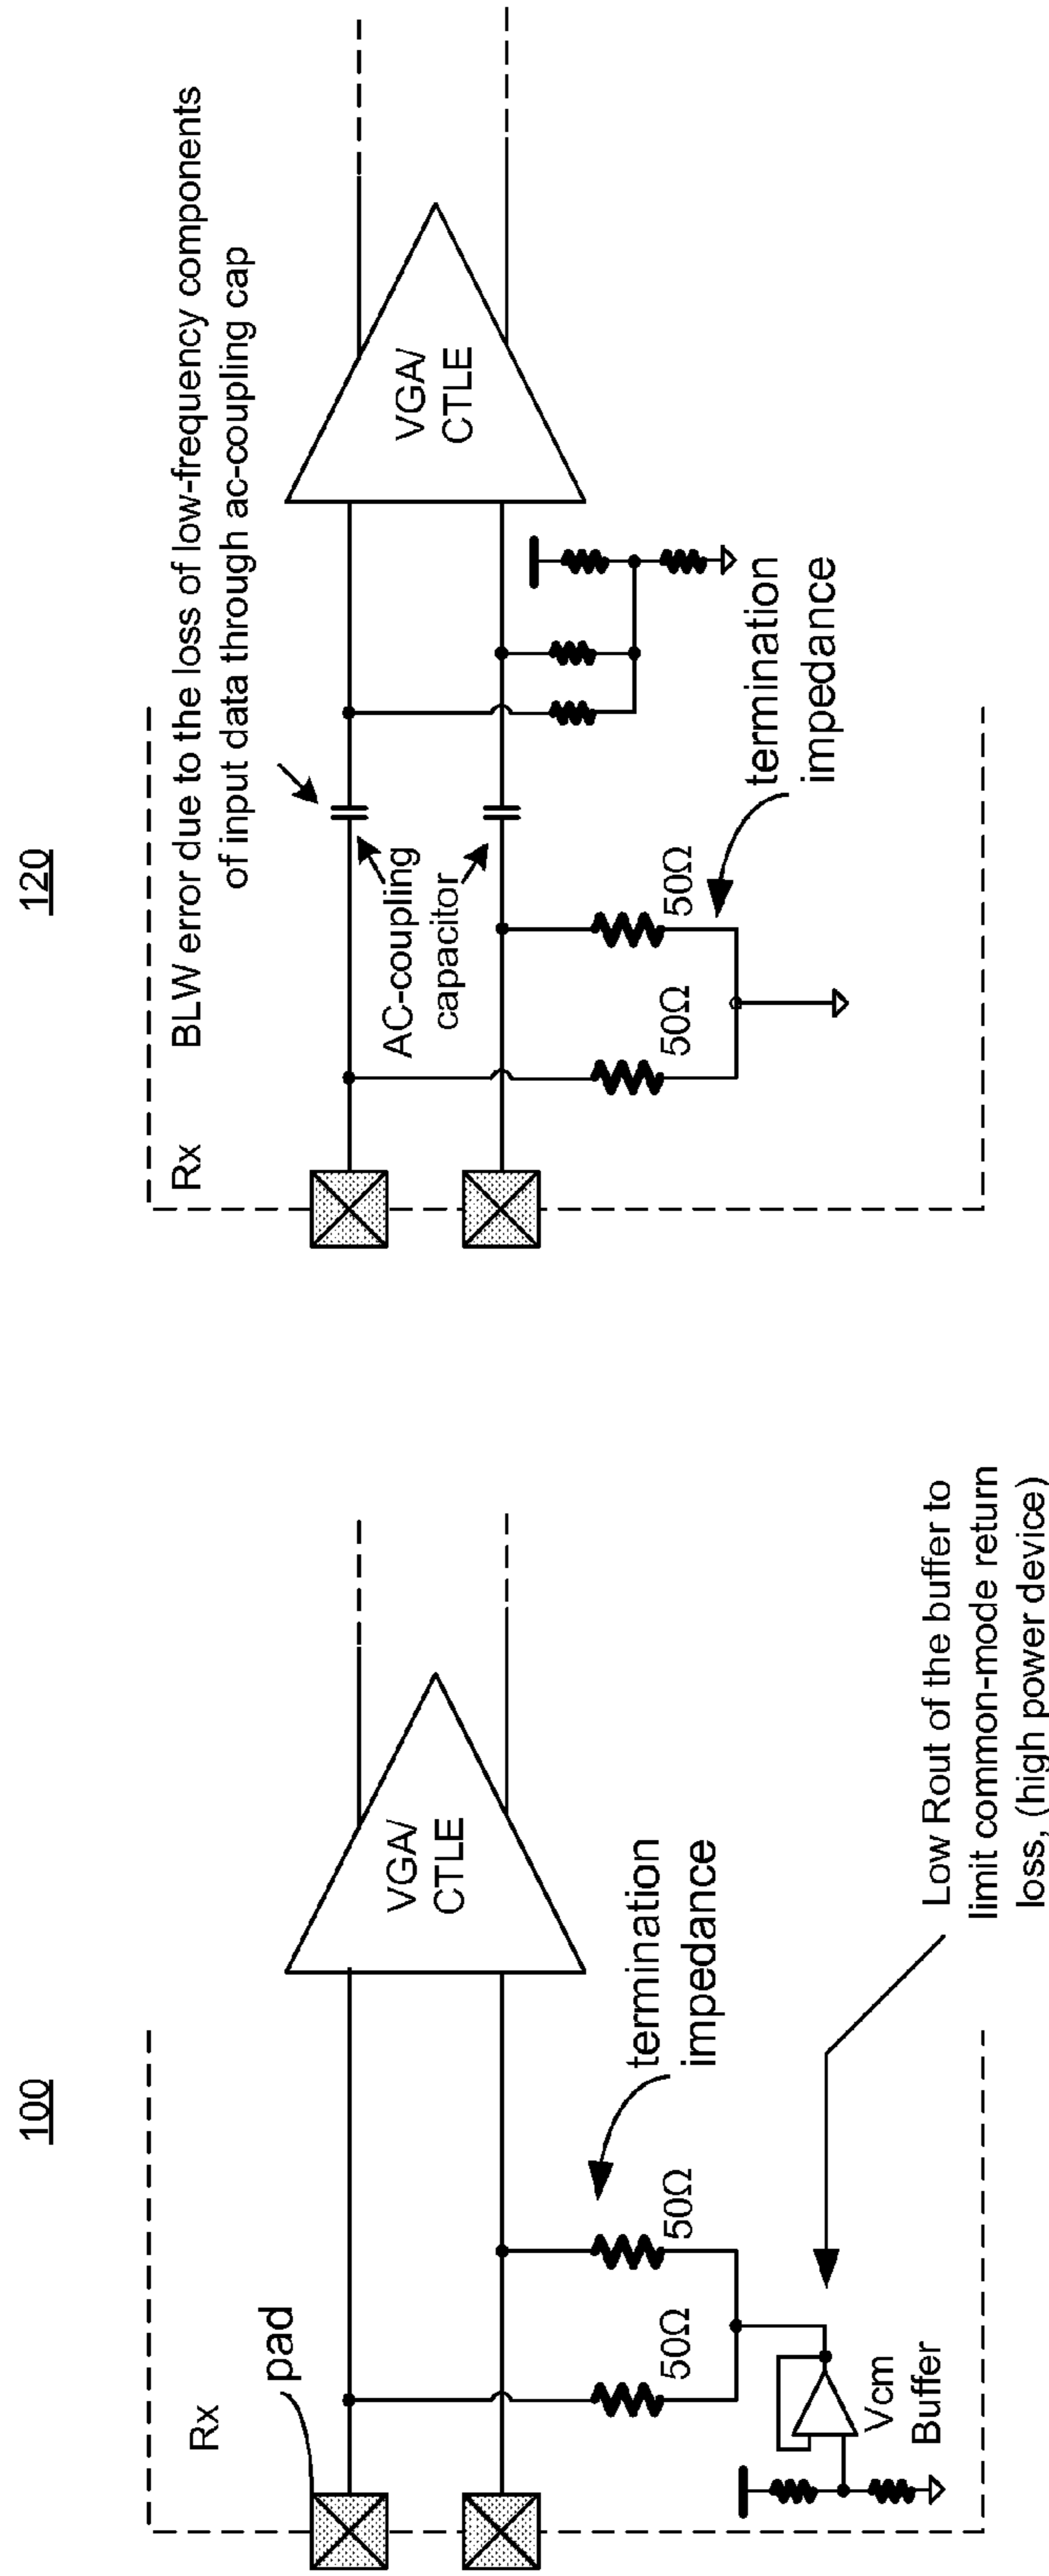 100
Rx
pad
VGA/
CTLE
termination
impedance
50Ω
50Ω
Vcm
Buffer
Low Rout of the buffer to
limit common-mode return
loss, (high power device)
120
Rx
BLW error due to the loss of low-frequency components
of input data through ac-coupling cap
AC-coupling
capacitor
VGA/
CTLE
50Ω
50Ω
termination
impedance